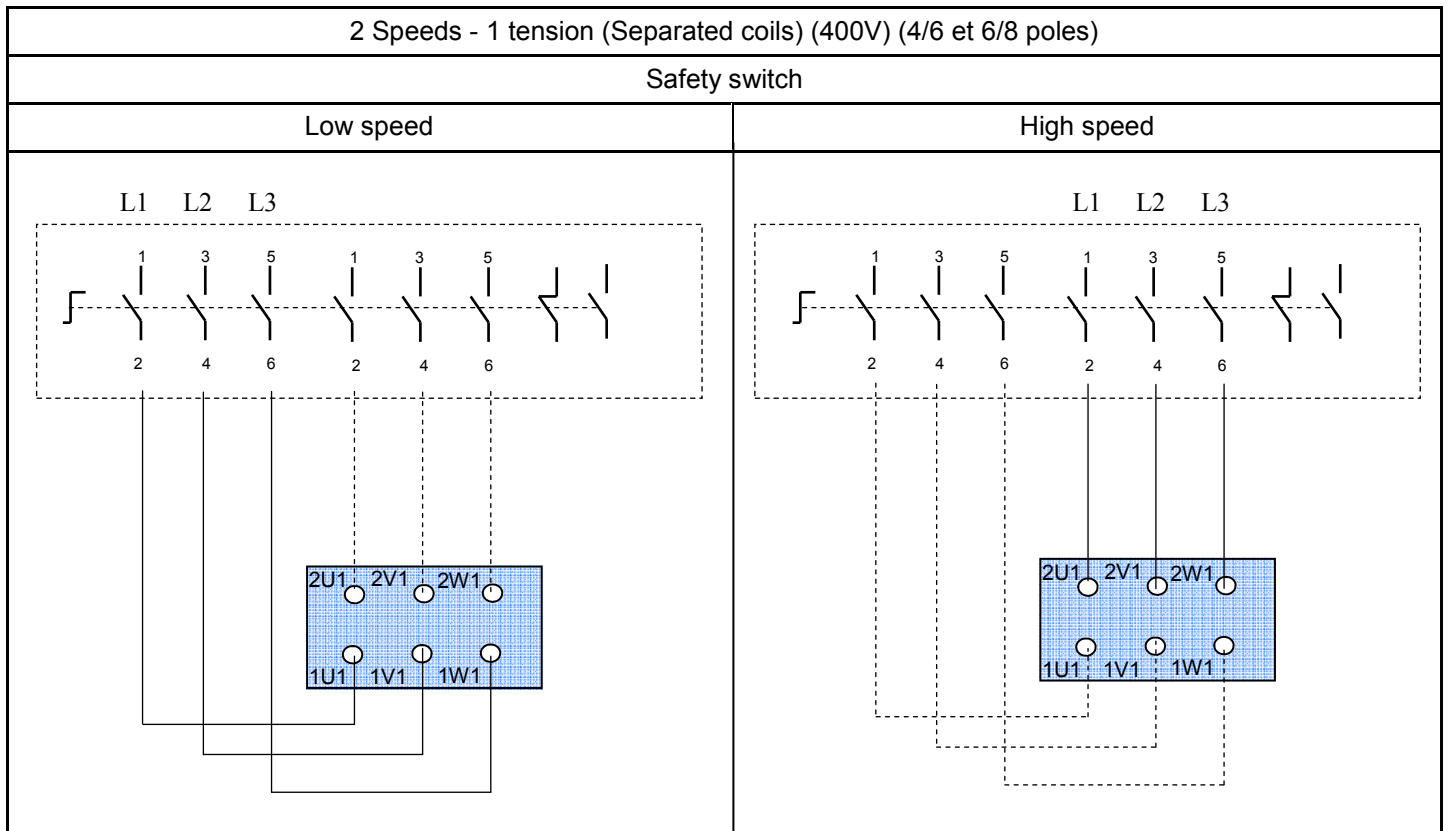 2 Speeds - 1 tension (Separated coils) (400V) (4/6 et 6/8 poles)
Safety switch
Low speed
High speed
L1 L2 L3
1 3 5 1 3 5
2 4 6 2 4 6
2U1 2V1 2W1
1U1 1V1 1W1
L1 L2 L3
1 3 5 1 3 5
2 4 6 2 4 6
2U1 2V1 2W1
1U1 1V1 1W1